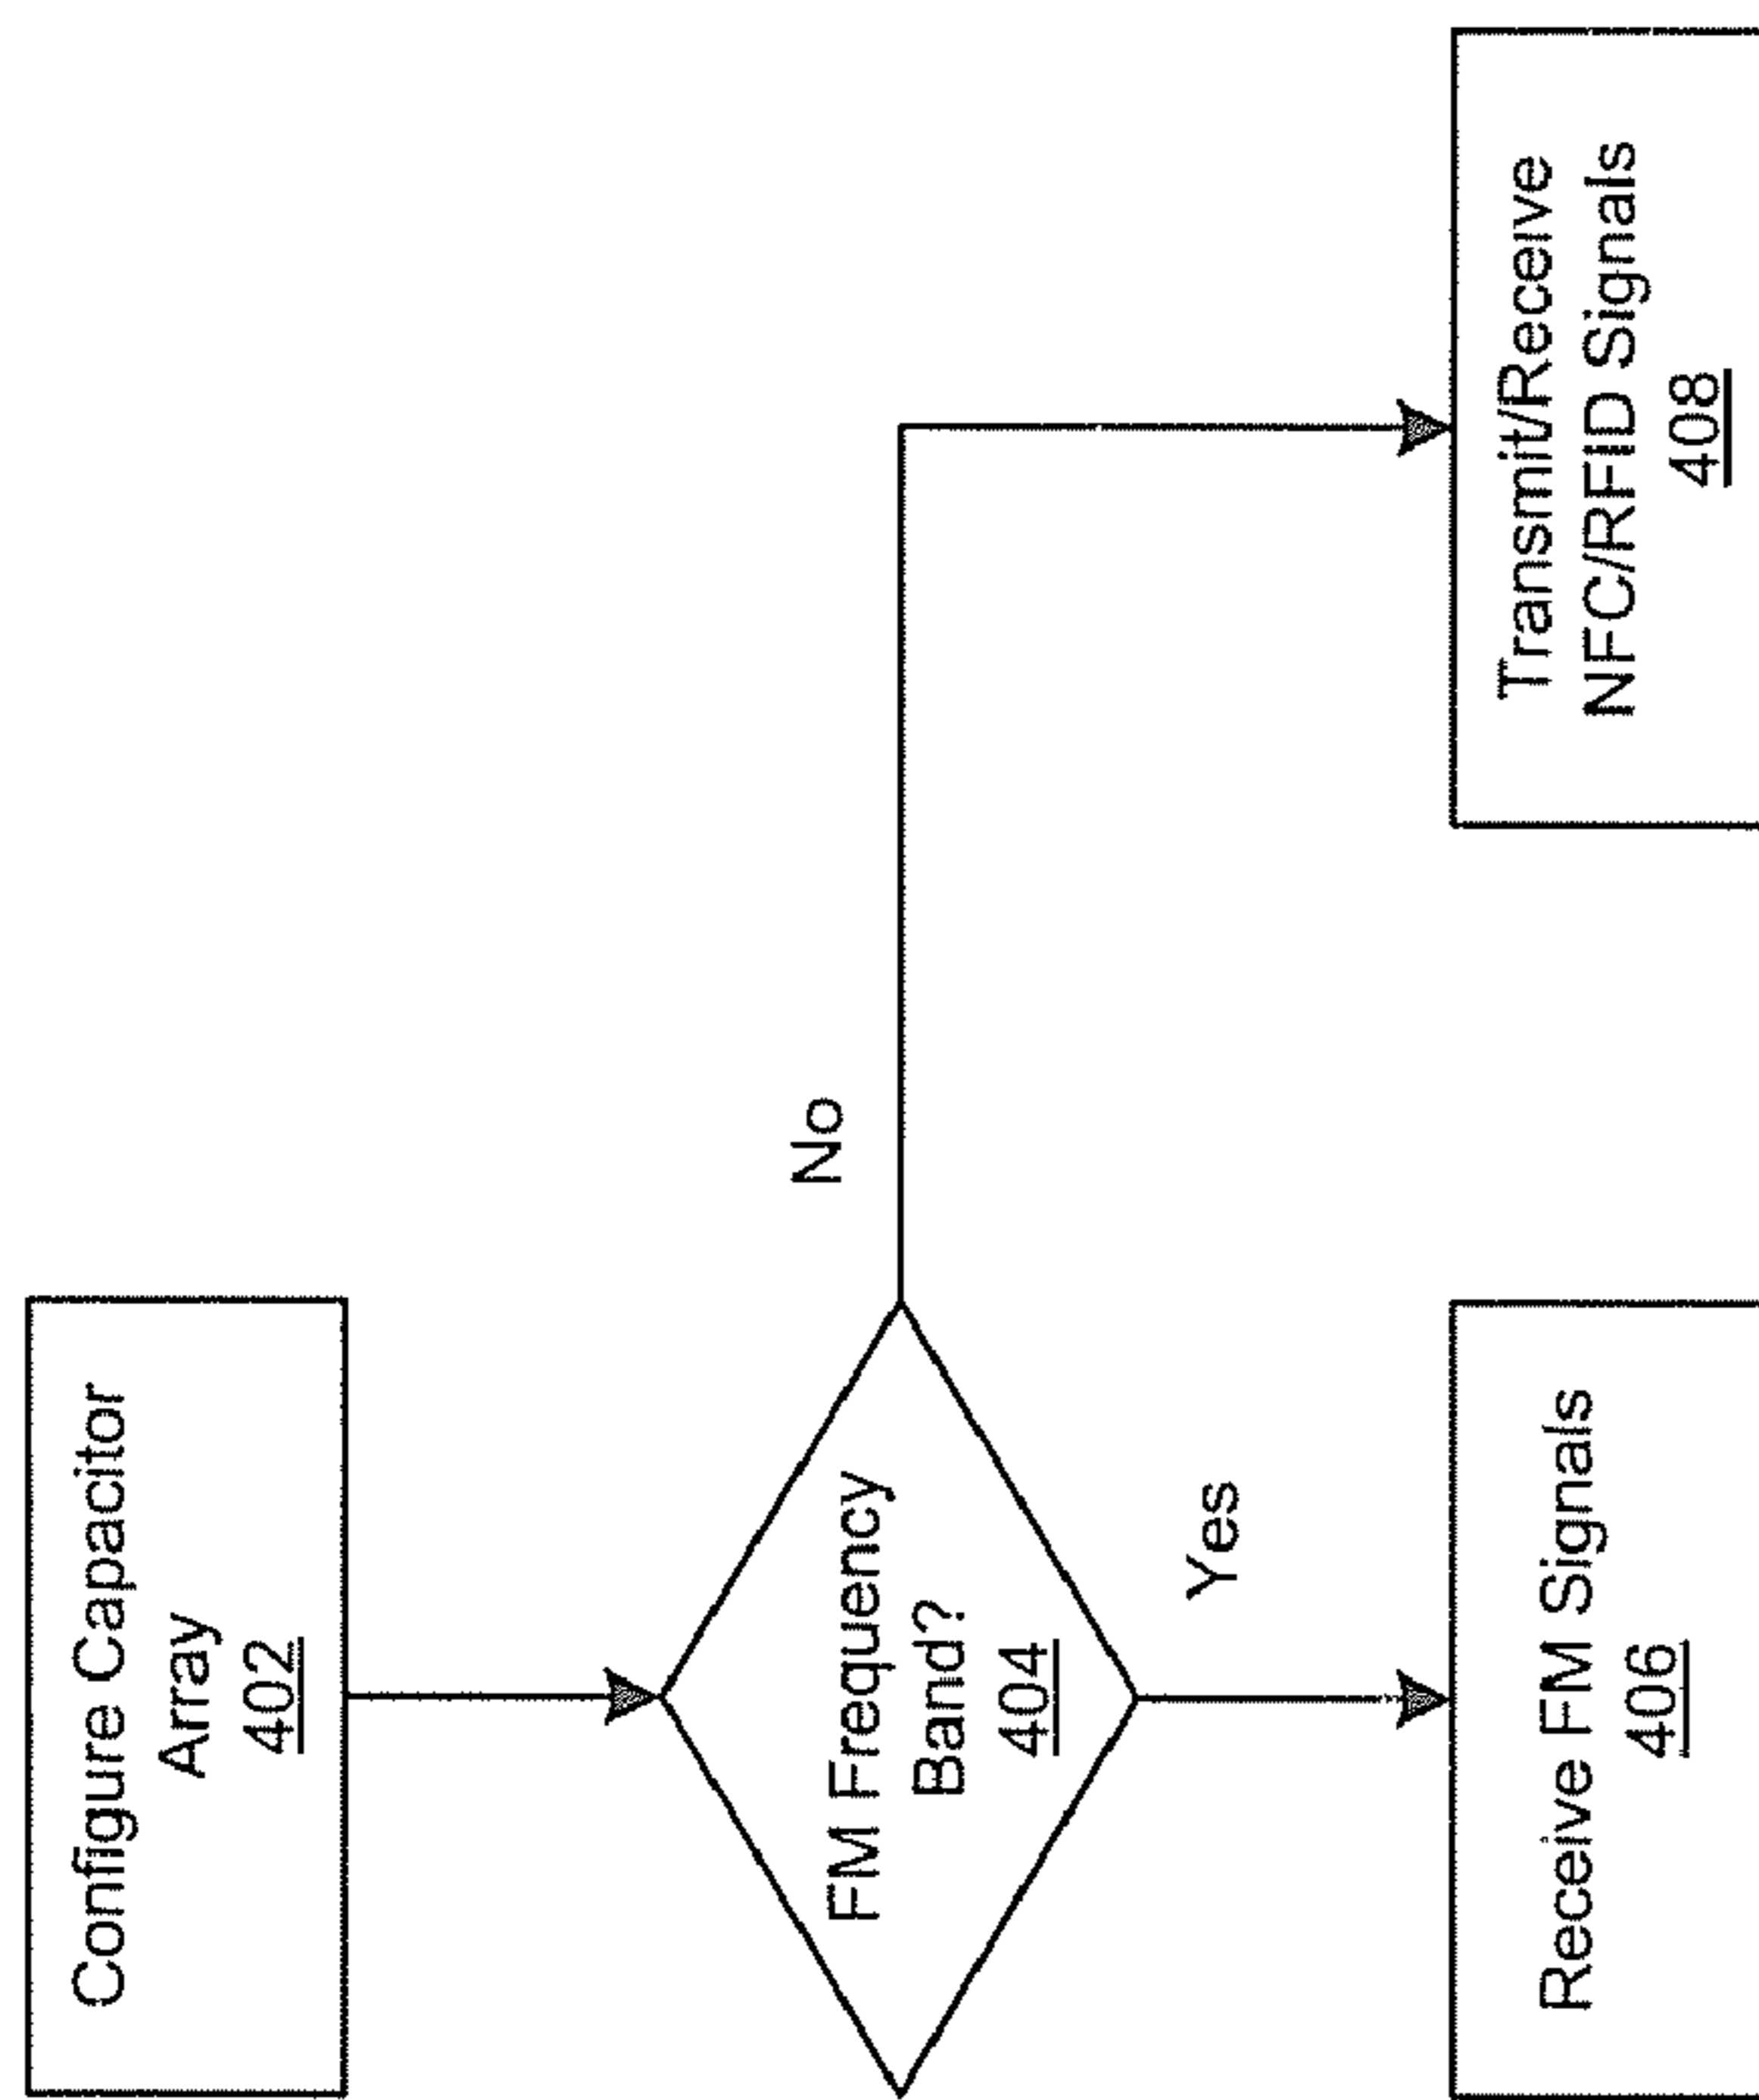 Configure Capacitor
Array
402
FM Frequency
Band?
404
No
Yes
Receive FM Signals
406
Transmit/Receive
NFC/RFID Signals
408